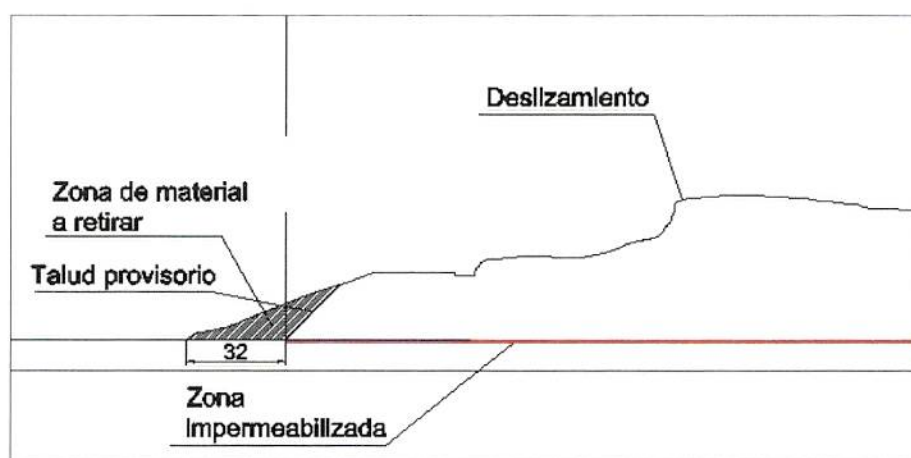 Deslizamiento
Zona de material
a retirar
Talud provisorio
32
Zona
Impermeabilizada